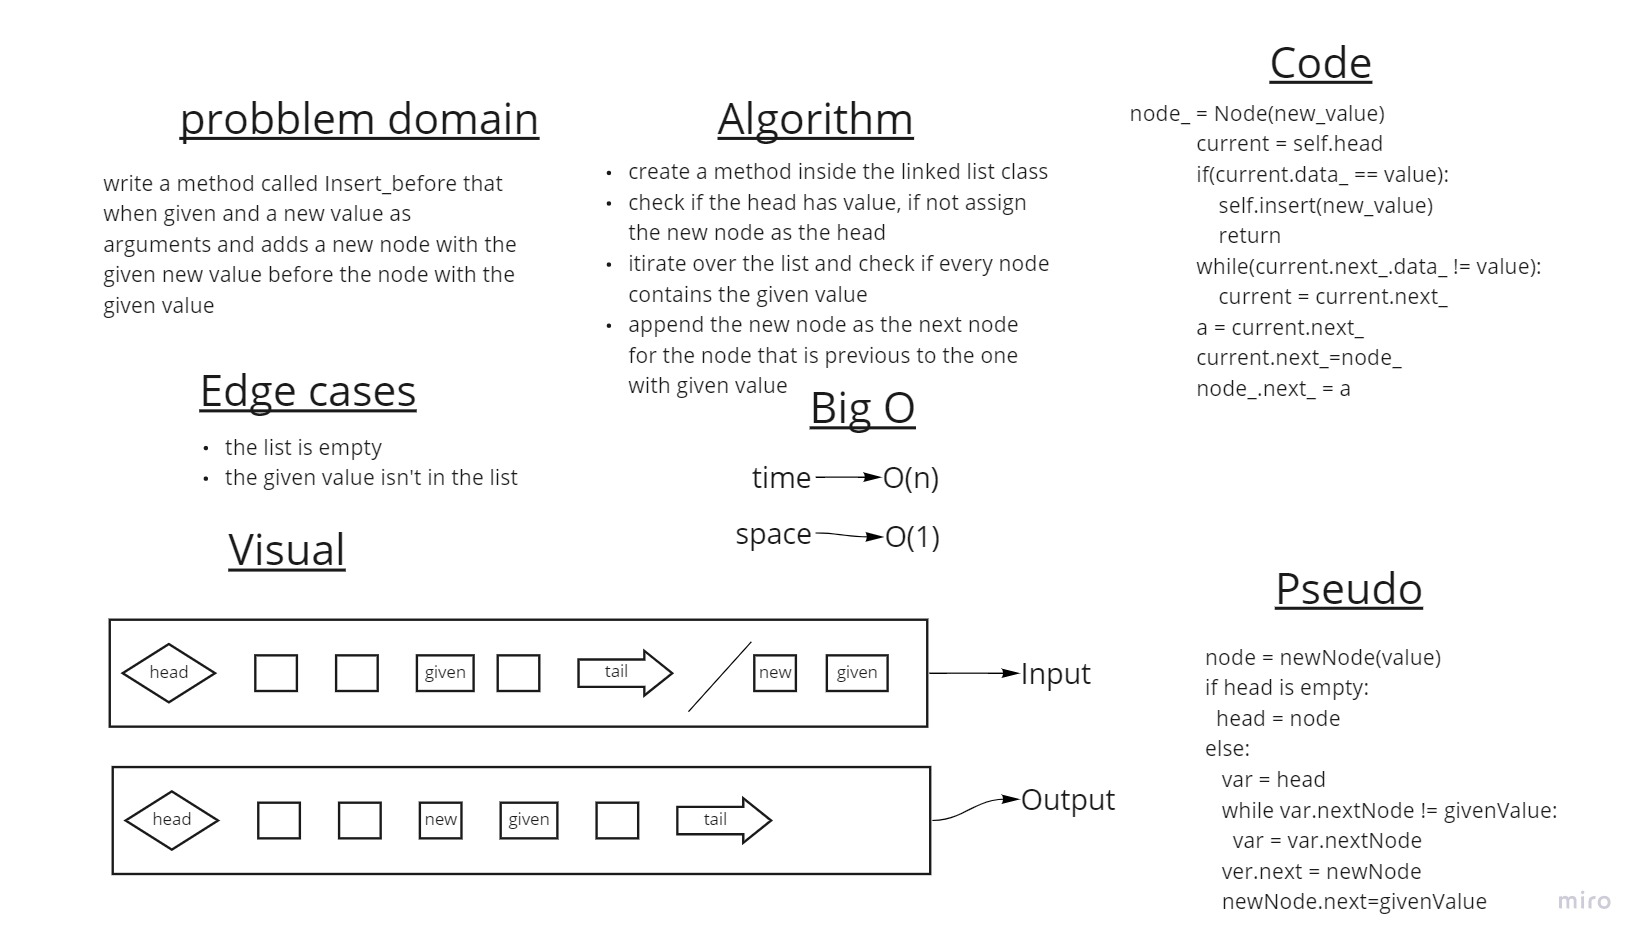 probblem domain
write a method called Insert_before that
when given and a new value as
arguments and adds a new node with the
given new value before the node with the
given value
Edge cases
• the list is empty
• the given value isn't in the list
Algorithm
• create a method inside the linked list class
• check if the head has value, if not assign
the new node as the head
• itirate over the list and check if every node
contains the given value
• append the new node as the next node
for the node that is previous to the one
with given value
Big O
time O(n)
space O(1)
Code
node_ = Node(new_value)
current = self.head
if(current.data_ == value):
self.insert(new_value)
return
while(current.next_.data_ != value):
current = current.next_
a = current.next_
current.next_=node_
node_.next_ = a
Visual
head given tail new given Input
head new given tail Output
Pseudo
node = newNode(value)
if head is empty:
head = node
else:
var = head
while var.nextNode != givenValue:
var = var.nextNode
ver.next = newNode
newNode.next=givenValue
miro